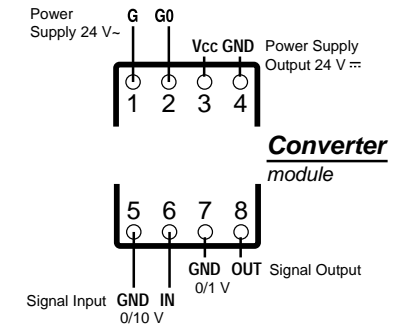 Power
Supply 24 V~
G G0
Vcc GND
Power Supply
Output 24 V ⎓
1 2 3 4
Converter
module
5 6 7 8
GND OUT Signal Output
0/1 V
Signal Input GND IN
0/10 V